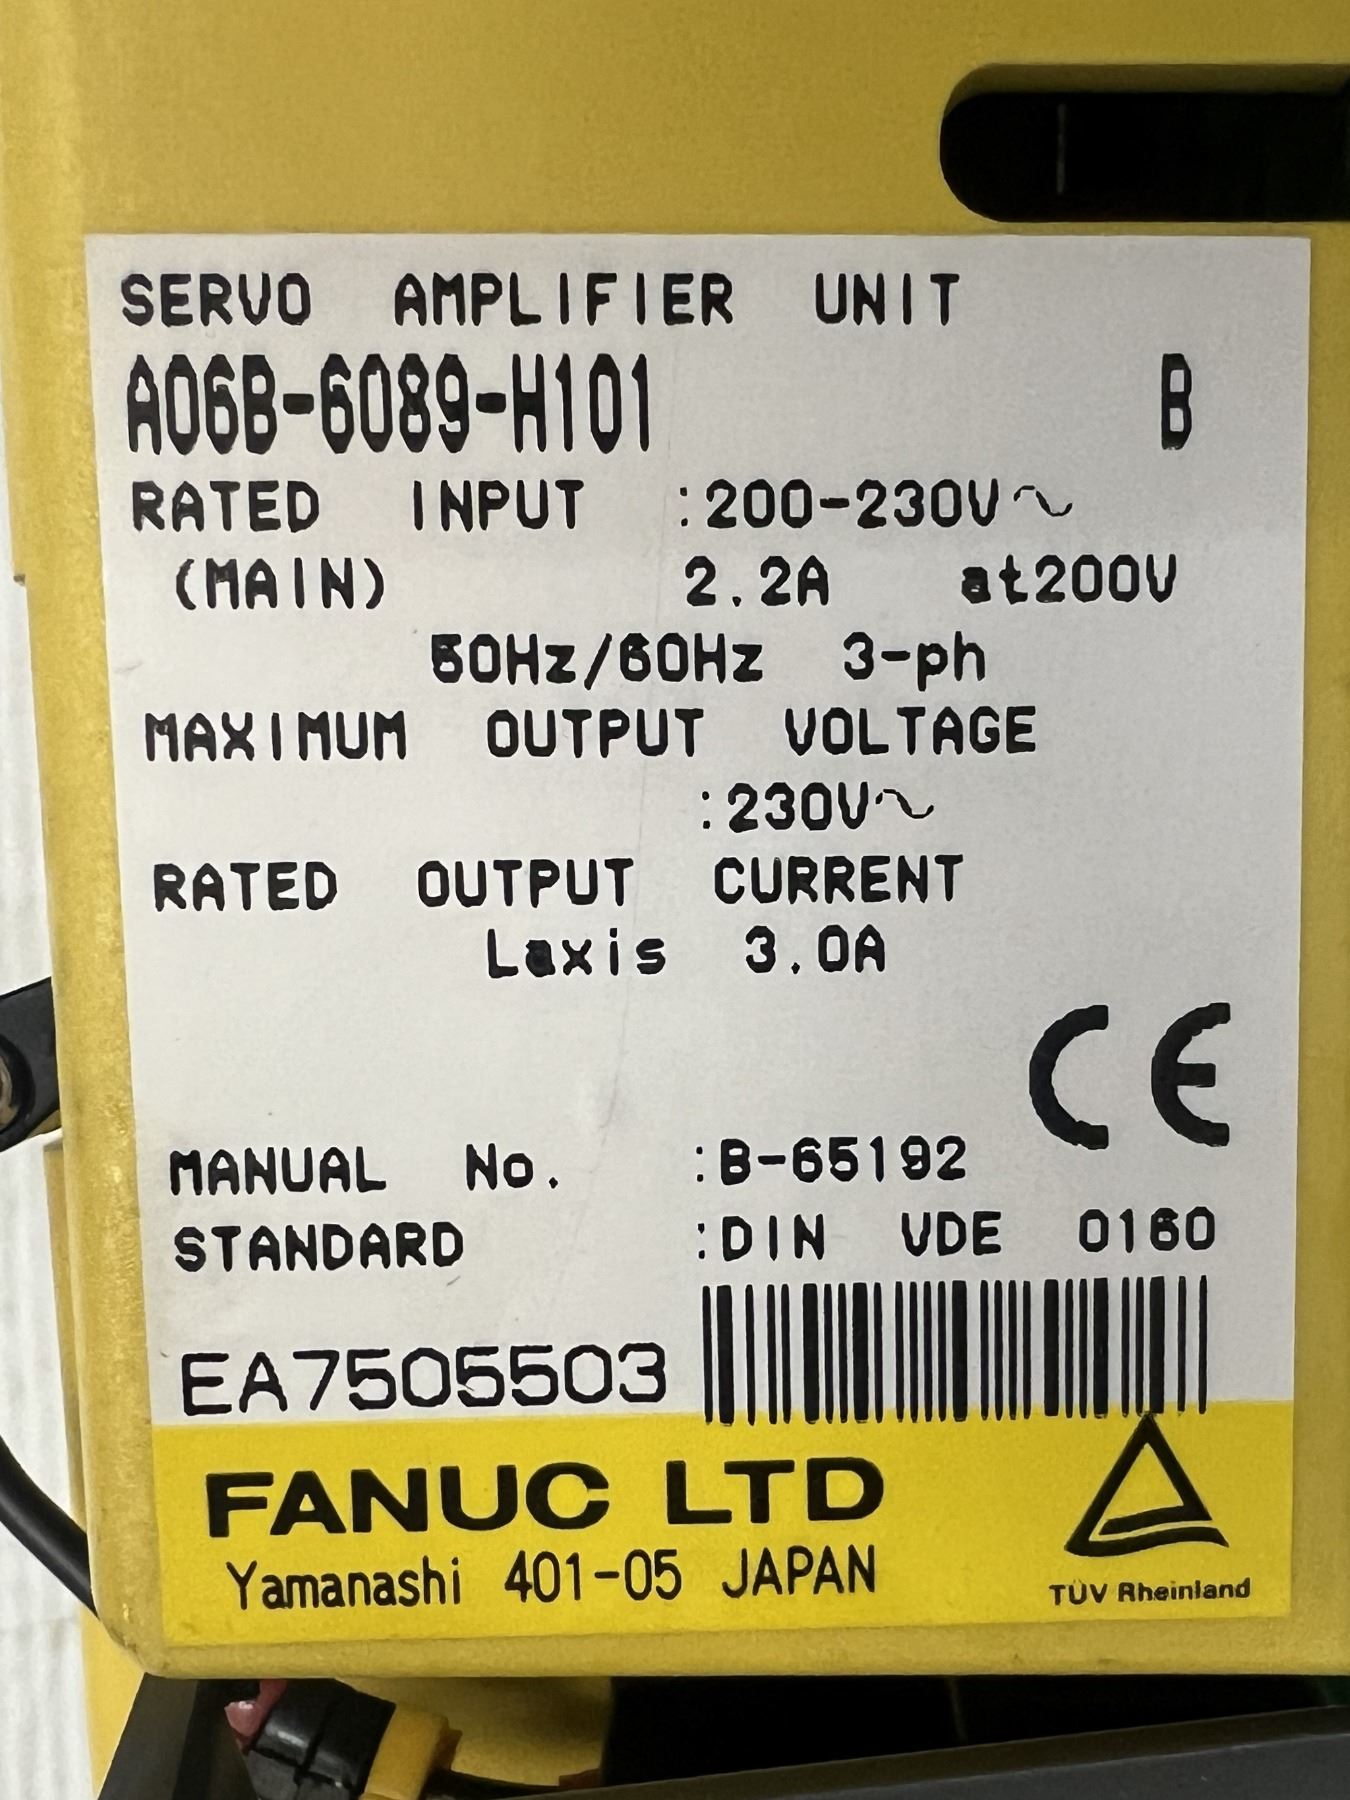 SERVO AMPLIFIER UNIT
A06B-6089-H101 B
RATED INPUT :200-230V～
(MAIN) 2.2A at200V
50Hz/60Hz 3-ph
MAXIMUM OUTPUT VOLTAGE
:230V～
RATED OUTPUT CURRENT
Laxis 3.0A
CE
MANUAL No. :B-65192
STANDARD :DIN VDE 0160
EA7505503
FANUC LTD
Yamanashi 401-05 JAPAN
TÜV Rheinland